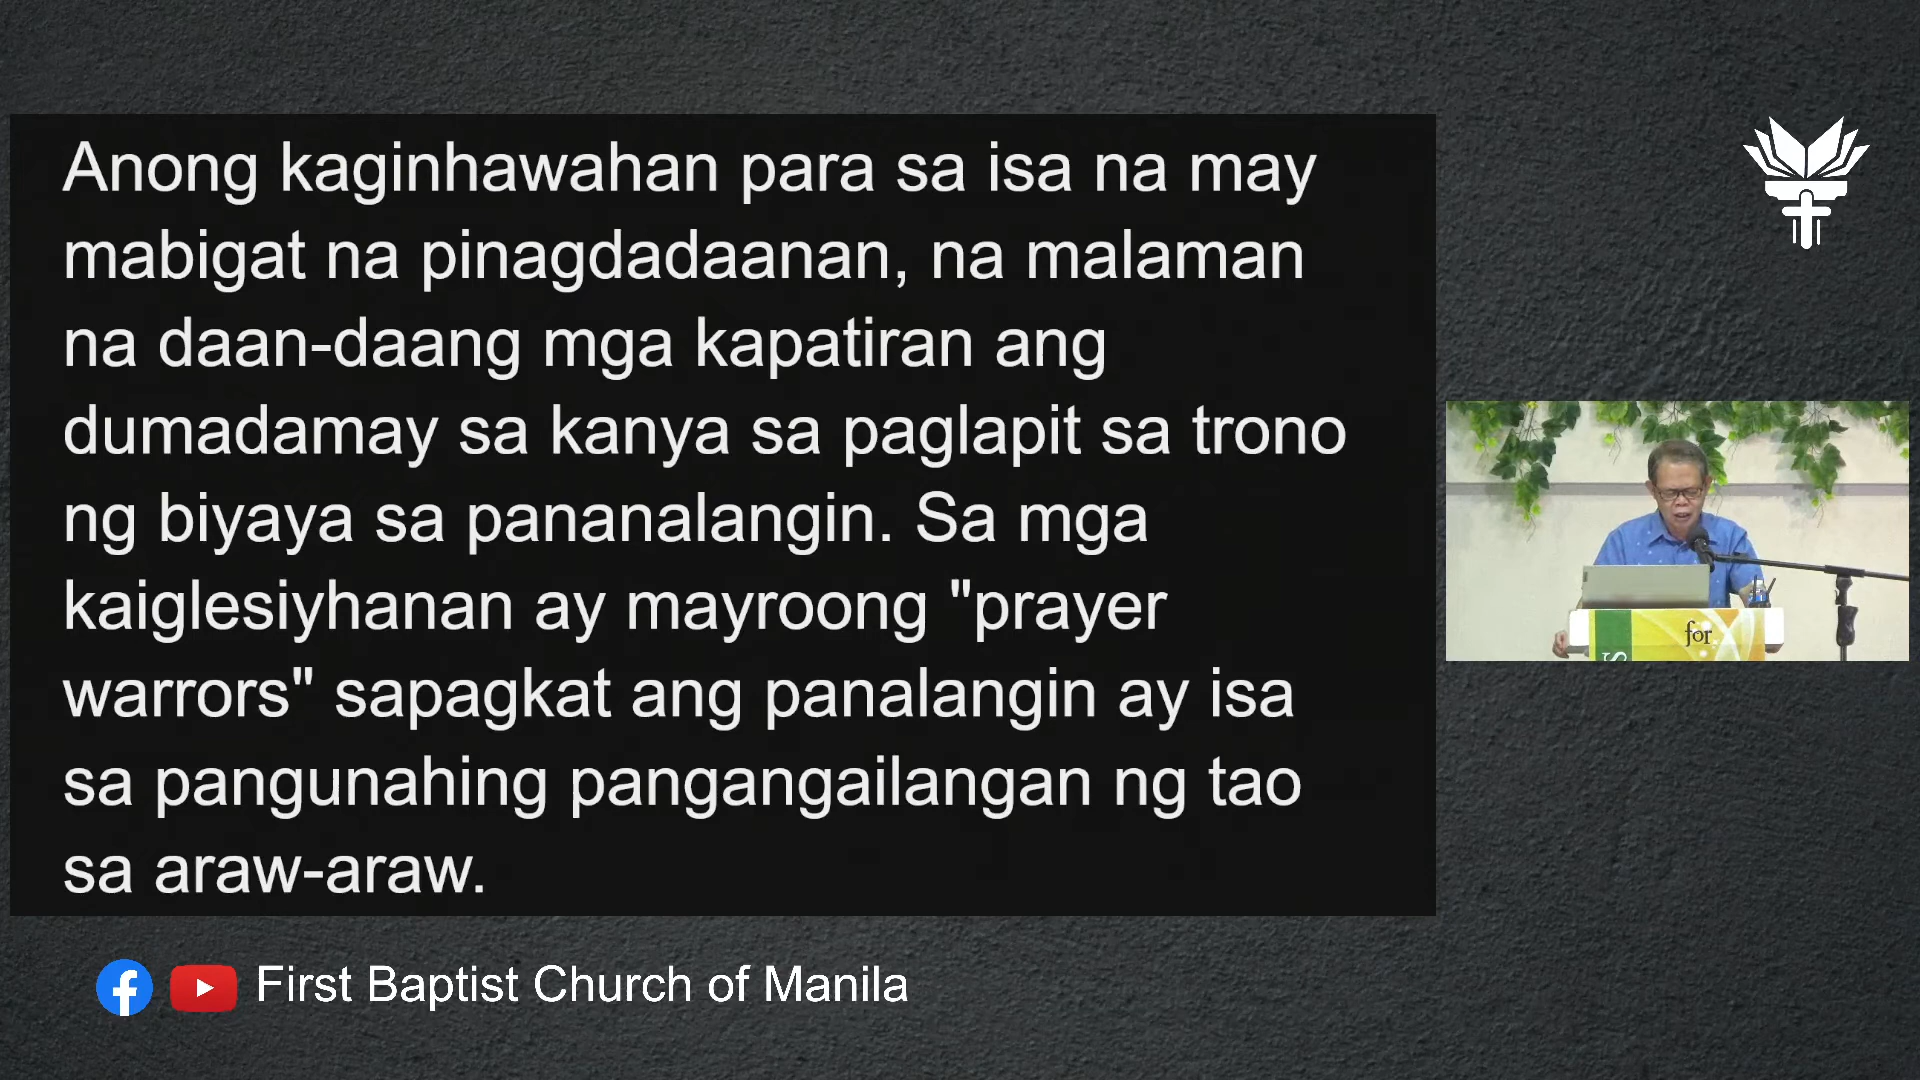 Anong kaginhawahan para sa isa na may
mabigat na pinagdadaanan, na malaman
na daan-daang mga kapatiran ang
dumadamay sa kanya sa paglapit sa trono
ng biyaya sa pananalangin. Sa mga
kaiglesiyhanan ay mayroong "prayer
warrors" sapagkat ang panalangin ay isa
sa pangunahing pangangailangan ng tao
sa araw-araw.
for
S
First Baptist Church of Manila